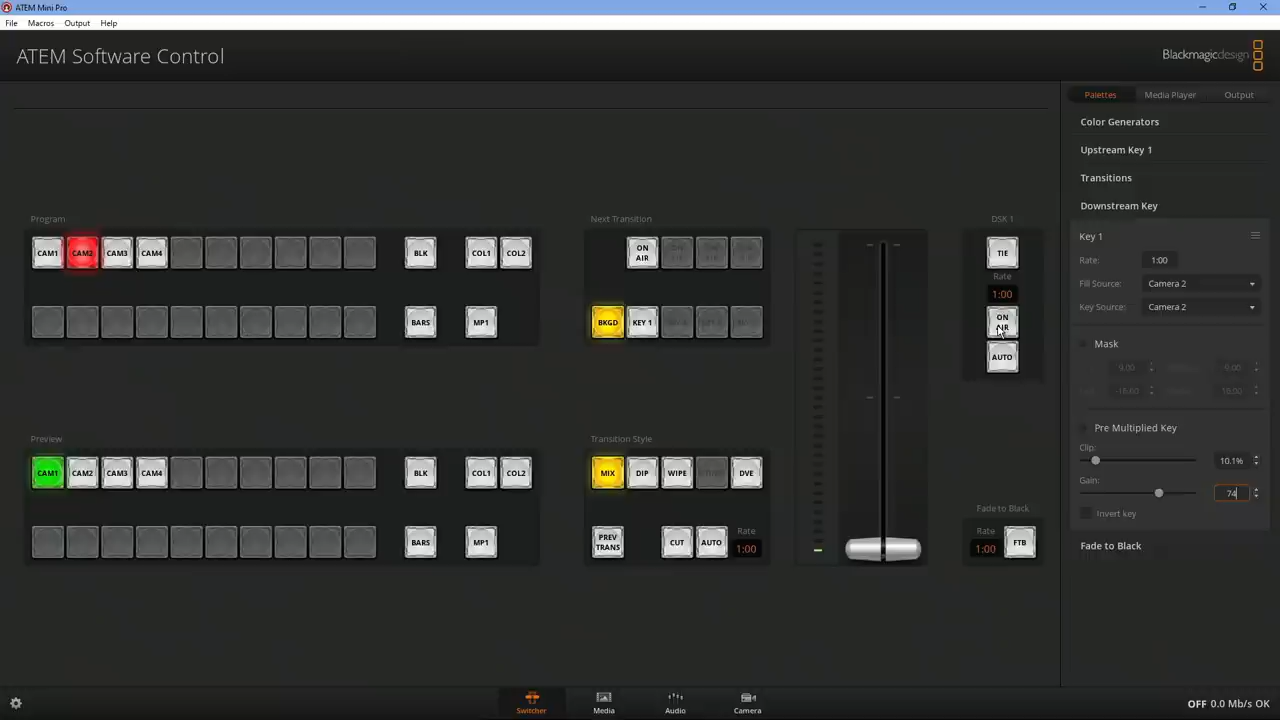 ATEM Mini Pro
File Macros Output Help
ATEM Software Control
Blackmagicdesign
Palettes Media Player Output
Color Generators
Upstream Key 1
Transitions
Downstream Key
Program
Next Transition
DSK 1
CAM1 CAM2 CAM3 CAM4 BLK COL1 COL2
ON AIR
TIE
Rate
1:00
BARS MP1
BKGD KEY 1
ON AIR
AUTO
Key 1
Rate: 1:00
Fill Source: Camera 2
Key Source: Camera 2
Mask
9.00 9.00
Pre Multiplied Key
Clip:
10.1%
Gain:
74
Invert key
Fade to Black
Preview
Transition Style
CAM1 CAM2 CAM3 CAM4 BLK COL1 COL2
MIX DIP WIPE DVE
BARS MP1
PREV TRANS CUT AUTO
Rate
1:00
Fade to Black
Rate
1:00 FTB
Switcher Media Audio Camera
OFF 0.0 Mb/s OK